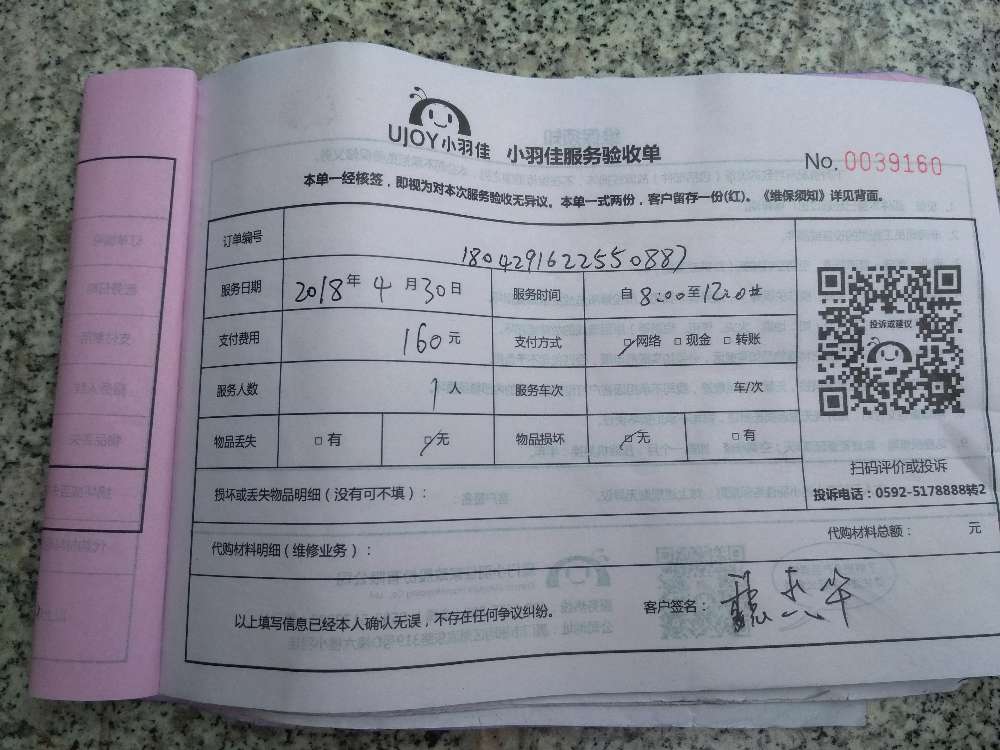 UJOY小羽佳 小羽佳服务验收单
No. 0039160
本单一经核签，即视为对本次服务验收无异议。本单一式两份，客户留存一份(红)。《维保须知》详见背面。
订单编号 180429162255 0887
服务日期 2018年4月30日 服务时间 自8:00至12:0止
支付费用 160元 支付方式 □网络 □现金 □转账
服务人数 1人 服务车次 车/次
物品丢失 □有 □无 物品损坏 □无 □有
投诉或建议
扫码评价或投诉
投诉电话：0592-5178888转2
损坏或丢失物品明细（没有可不填）：
代购材料明细（维修业务）：
代购材料总额： 元
以上填写信息已经本人确认无误，不存在任何争议纠纷。
客户签名：